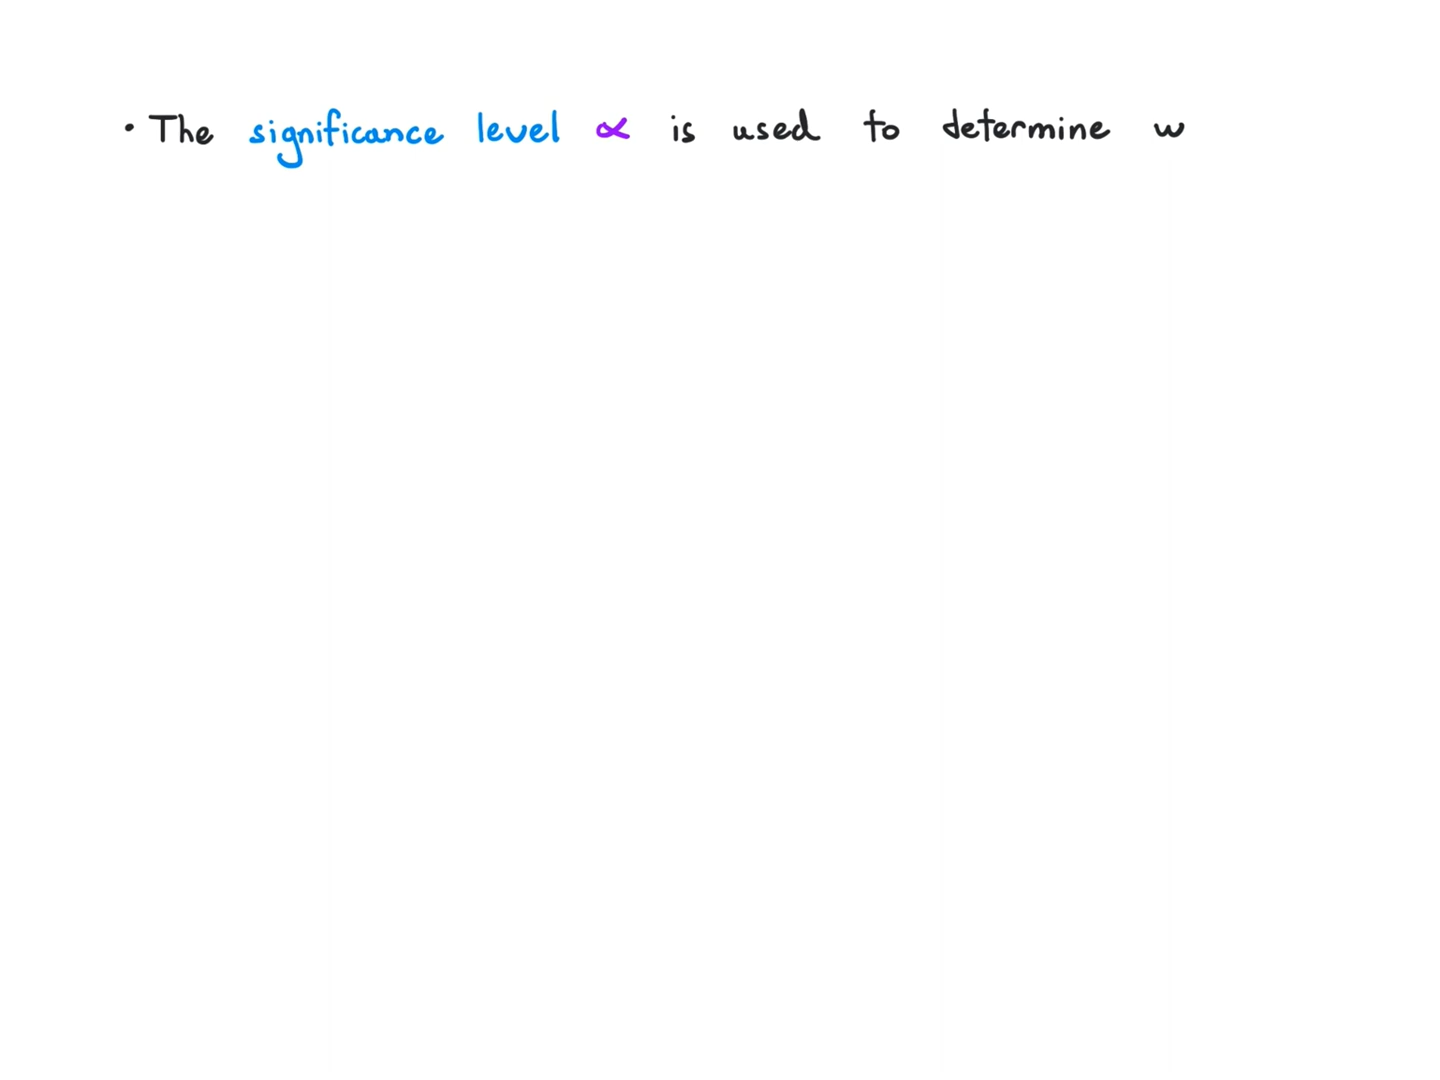 • The significance level α is used to determine w